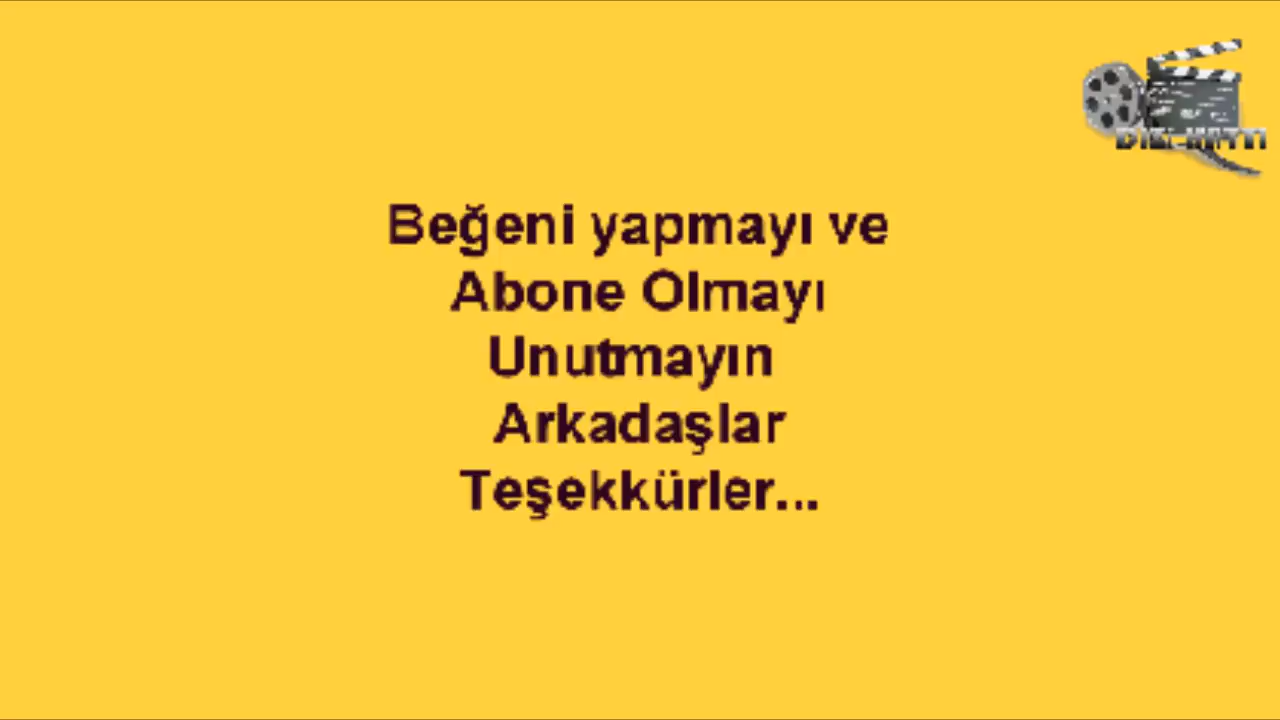 Beğeni yapmayı ve
Abone Olmayı
Unutmayın
Arkadaşlar
Teşekkürler...